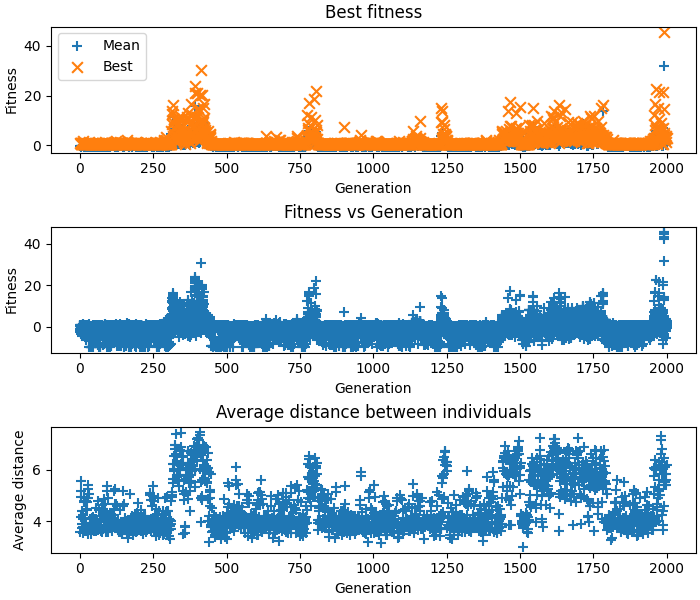 Best fitness
40
20
0
Fitness
Mean
Best
0 250 500 750 1000 1250 1500 1750 2000
Generation
Fitness vs Generation
40
20
0
Fitness
0 250 500 750 1000 1250 1500 1750 2000
Generation
Average distance between individuals
6
4
Average distance
0 250 500 750 1000 1250 1500 1750 2000
Generation